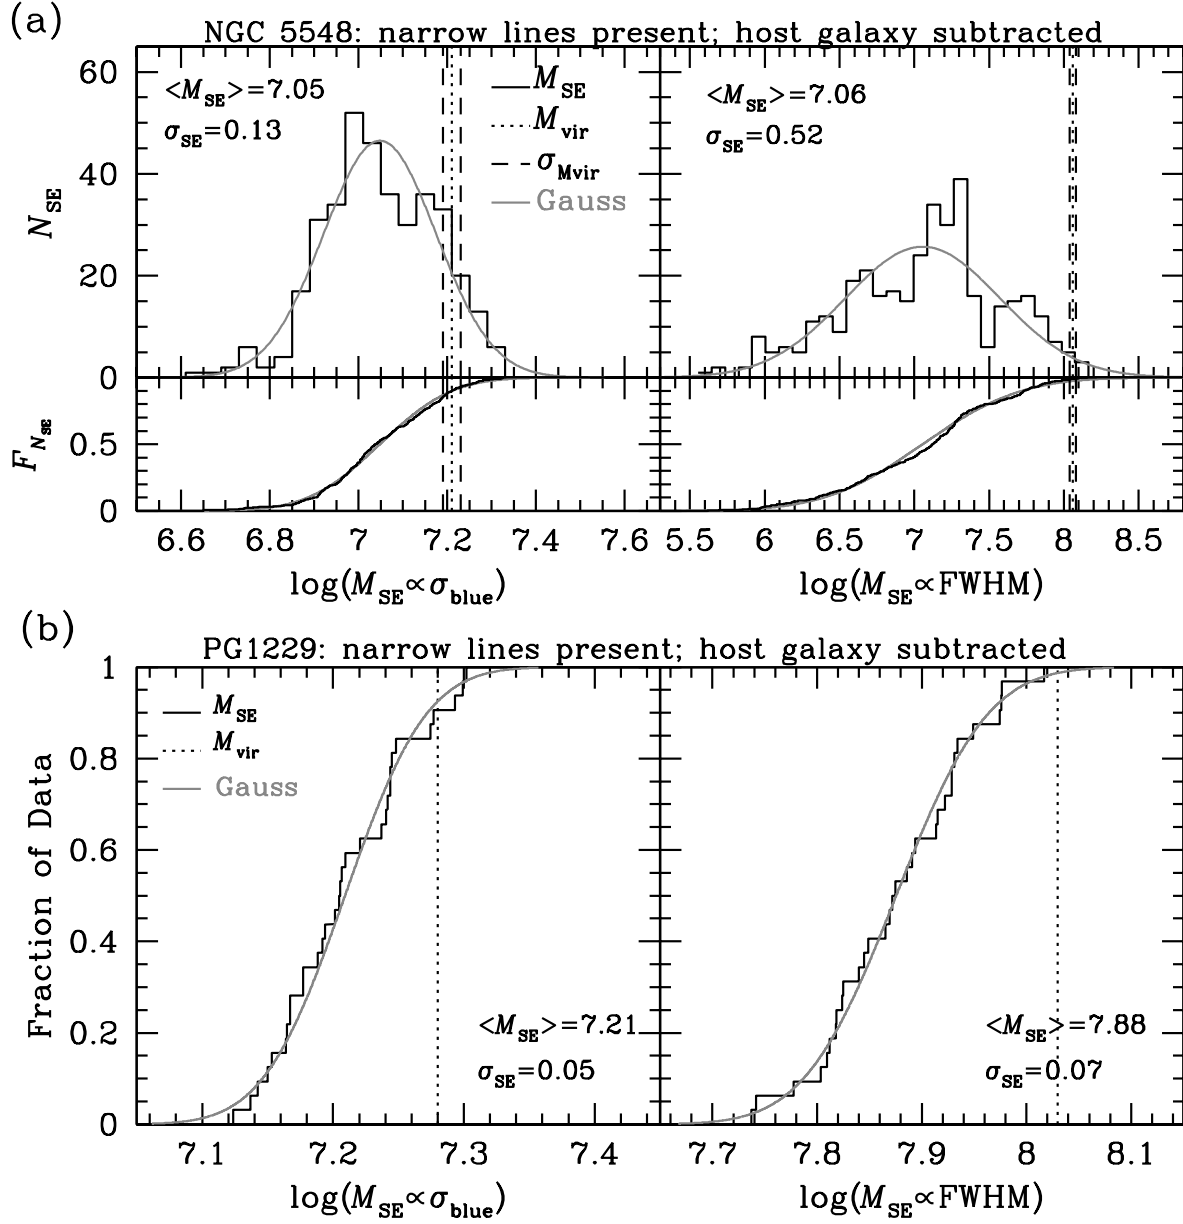 (a)
NGC 5548: narrow lines present; host galaxy subtracted
<M_SE>=7.05
σ_SE=0.13
M_SE
M_vir
σ_Mvir
Gauss
<M_SE>=7.06
σ_SE=0.52
N_SE
60
40
20
0
F_N_SE
0.5
0
6.6 6.8 7 7.2 7.4 7.6
5.5 6 6.5 7 7.5 8 8.5
log(M_SE∝σ_blue)
log(M_SE∝FWHM)
(b)
PG1229: narrow lines present; host galaxy subtracted
M_SE
M_vir
Gauss
<M_SE>=7.21
σ_SE=0.05
<M_SE>=7.88
σ_SE=0.07
Fraction of Data
1
0.8
0.6
0.4
0.2
0
7.1 7.2 7.3 7.4
7.7 7.8 7.9 8 8.1
log(M_SE∝σ_blue)
log(M_SE∝FWHM)